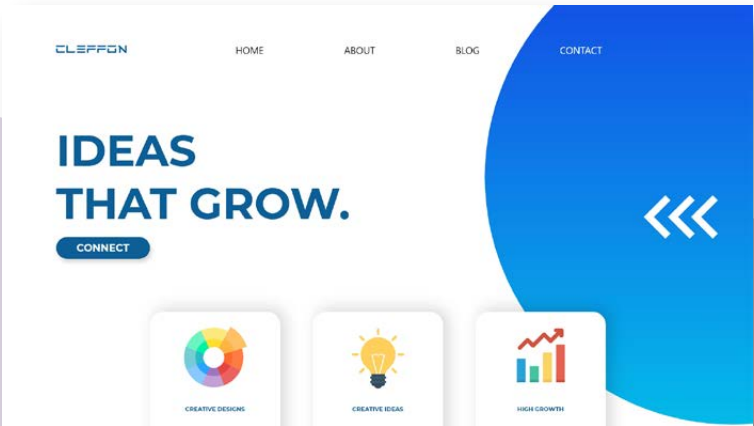 CLEFFON
HOME ABOUT BLOG CONTACT
IDEAS
THAT GROW.
CONNECT
CREATIVE DESIGNS
CREATIVE IDEAS
HIGH GROWTH